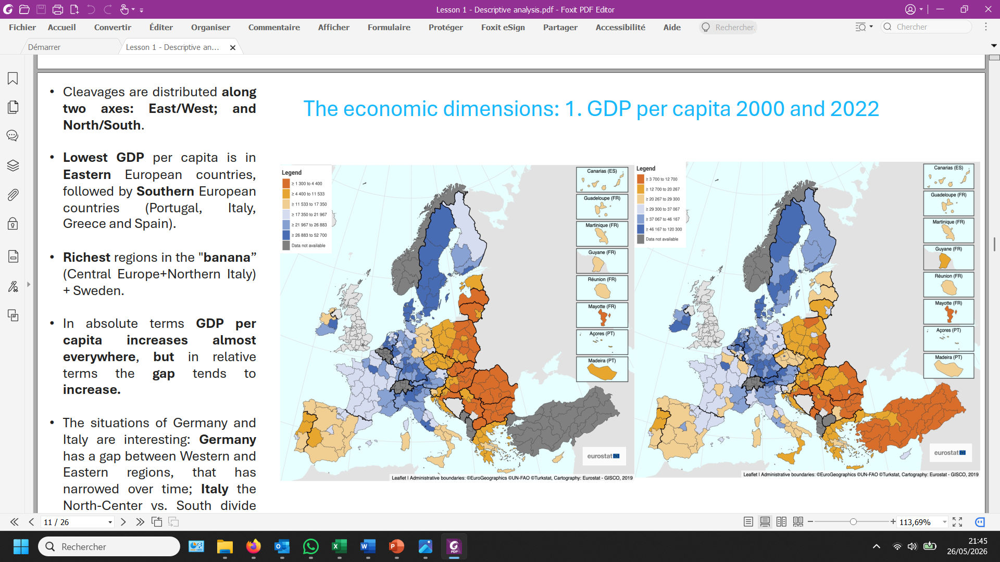 Lesson 1 - Descriptive analysis.pdf - Foxit PDF Editor
Fichier Accueil Convertir Éditer Organiser Commentaire Afficher Formulaire Protéger Foxit eSign Partager Accessibilité Aide Rechercher. Chercher
Démarrer Lesson 1 - Descriptive an...
• Cleavages are distributed along
two axes: East/West; and
North/South.
• Lowest GDP per capita is in
Eastern European countries,
followed by Southern European
countries (Portugal, Italy,
Greece and Spain).
• Richest regions in the "banana”
(Central Europe+Northern Italy)
+ Sweden.
• In absolute terms GDP per
capita increases almost
everywhere, but in relative
terms the gap tends to
increase.
• The situations of Germany and
Italy are interesting: Germany
has a gap between Western and
Eastern regions, that has
narrowed over time; Italy the
North-Center vs. South divide
The economic dimensions: 1. GDP per capita 2000 and 2022
Legend
≥ 1 300 to 4 400
≥ 4 400 to 11 533
≥ 11 533 to 17 350
≥ 17 350 to 21 967
≥ 21 967 to 26 883
≥ 26 883 to 52 700
Data not available
Canarias (ES)
Guadeloupe (FR)
Martinique (FR)
Guyane (FR)
Réunion (FR)
Mayotte (FR)
Açores (PT)
Madeira (PT)
eurostat
Leaflet | Administrative boundaries: ©EuroGeographics ©UN-FAO ©Turkstat, Cartography: Eurostat - GISCO, 2019
Legend
≥ 3 700 to 12 700
≥ 12 700 to 20 267
≥ 20 267 to 29 300
≥ 29 300 to 37 067
≥ 37 067 to 46 167
≥ 46 167 to 120 300
Data not available
Canarias (ES)
Guadeloupe (FR)
Martinique (FR)
Guyane (FR)
Réunion (FR)
Mayotte (FR)
Açores (PT)
Madeira (PT)
eurostat
Leaflet | Administrative boundaries: ©EuroGeographics ©UN-FAO ©Turkstat, Cartography: Eurostat - GISCO, 2019
11 / 26
113,69%
Rechercher
21:45
26/05/2026